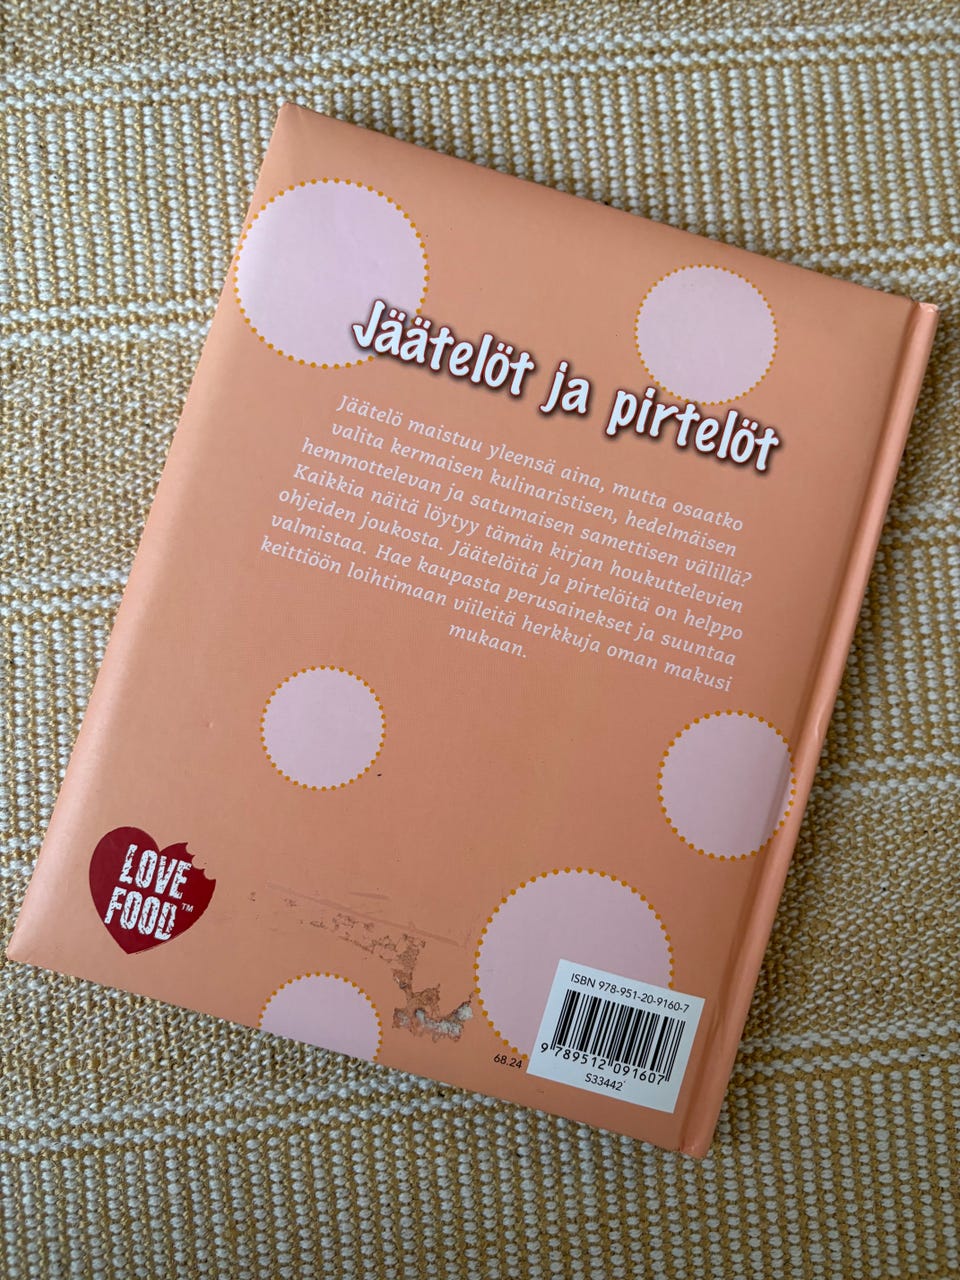 Jäätelöt ja pirtelöt
Jäätelö maistuu yleensä aina, mutta osaatko
valita kermaisen kulinaristisen, hedelmäisen
hemmottelevan ja satumaisen samettisen välillä?
Kaikkia näitä löytyy tämän kirjan houkuttelevien
ohjeiden joukosta. Jäätelöitä ja pirtelöitä on helppo
valmistaa. Hae kaupasta perusainekset ja suuntaa
keittiöön loihtimaan viileitä herkkuja oman makusi
mukaan.
LOVE
FOOD™
ISBN 978-951-20-9160-7
9 789512 091607
68.24
S33442